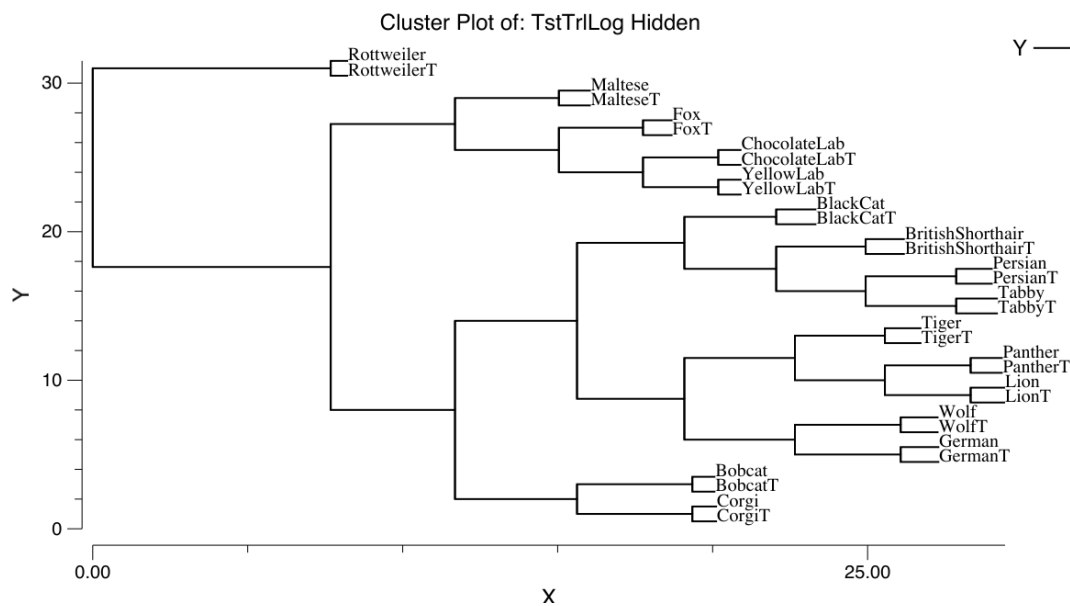 Cluster Plot of: TstTrlLog Hidden
Y
Rottweiler
RottweilerT
30
Maltese
MalteseT
Fox
FoxT
ChocolateLab
ChocolateLabT
YellowLab
YellowLabT
BlackCat
BlackCatT
20
BritishShorthair
BritishShorthairT
Persian
PersianT
Y
Tabby
TabbyT
Tiger
TigerT
Panther
PantherT
10
Lion
LionT
Wolf
WolfT
German
GermanT
Bobcat
BobcatT
Corgi
CorgiT
0
0.00
25.00
X